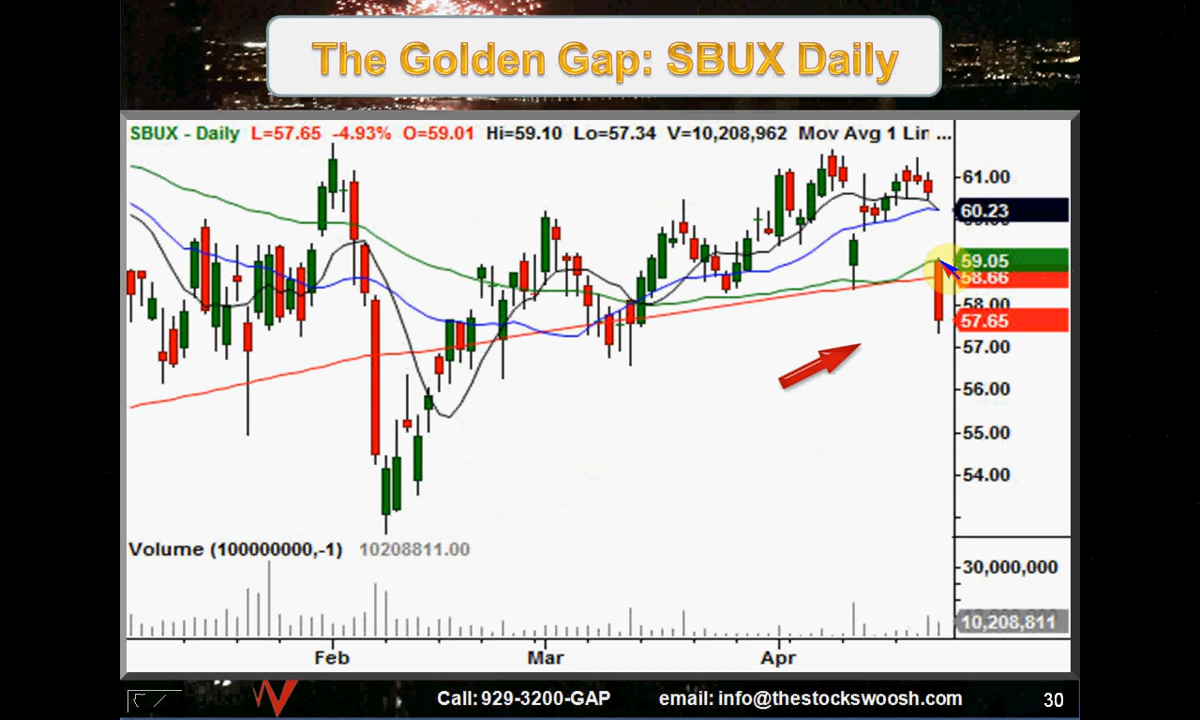 The Golden Gap: SBUX Daily
SBUX - Daily L=57.65 -4.93% O=59.01 Hi=59.10 Lo=57.34 V=10,208,962 Mov Avg 1 Lin ...
61.00
60.23
59.05
58.66
58.00
57.65
57.00
56.00
55.00
54.00
Volume (100000000,-1) 10208811.00
30,000,000
10,208,811
Feb Mar Apr
Call: 929-3200-GAP email: info@thestockswoosh.com 30